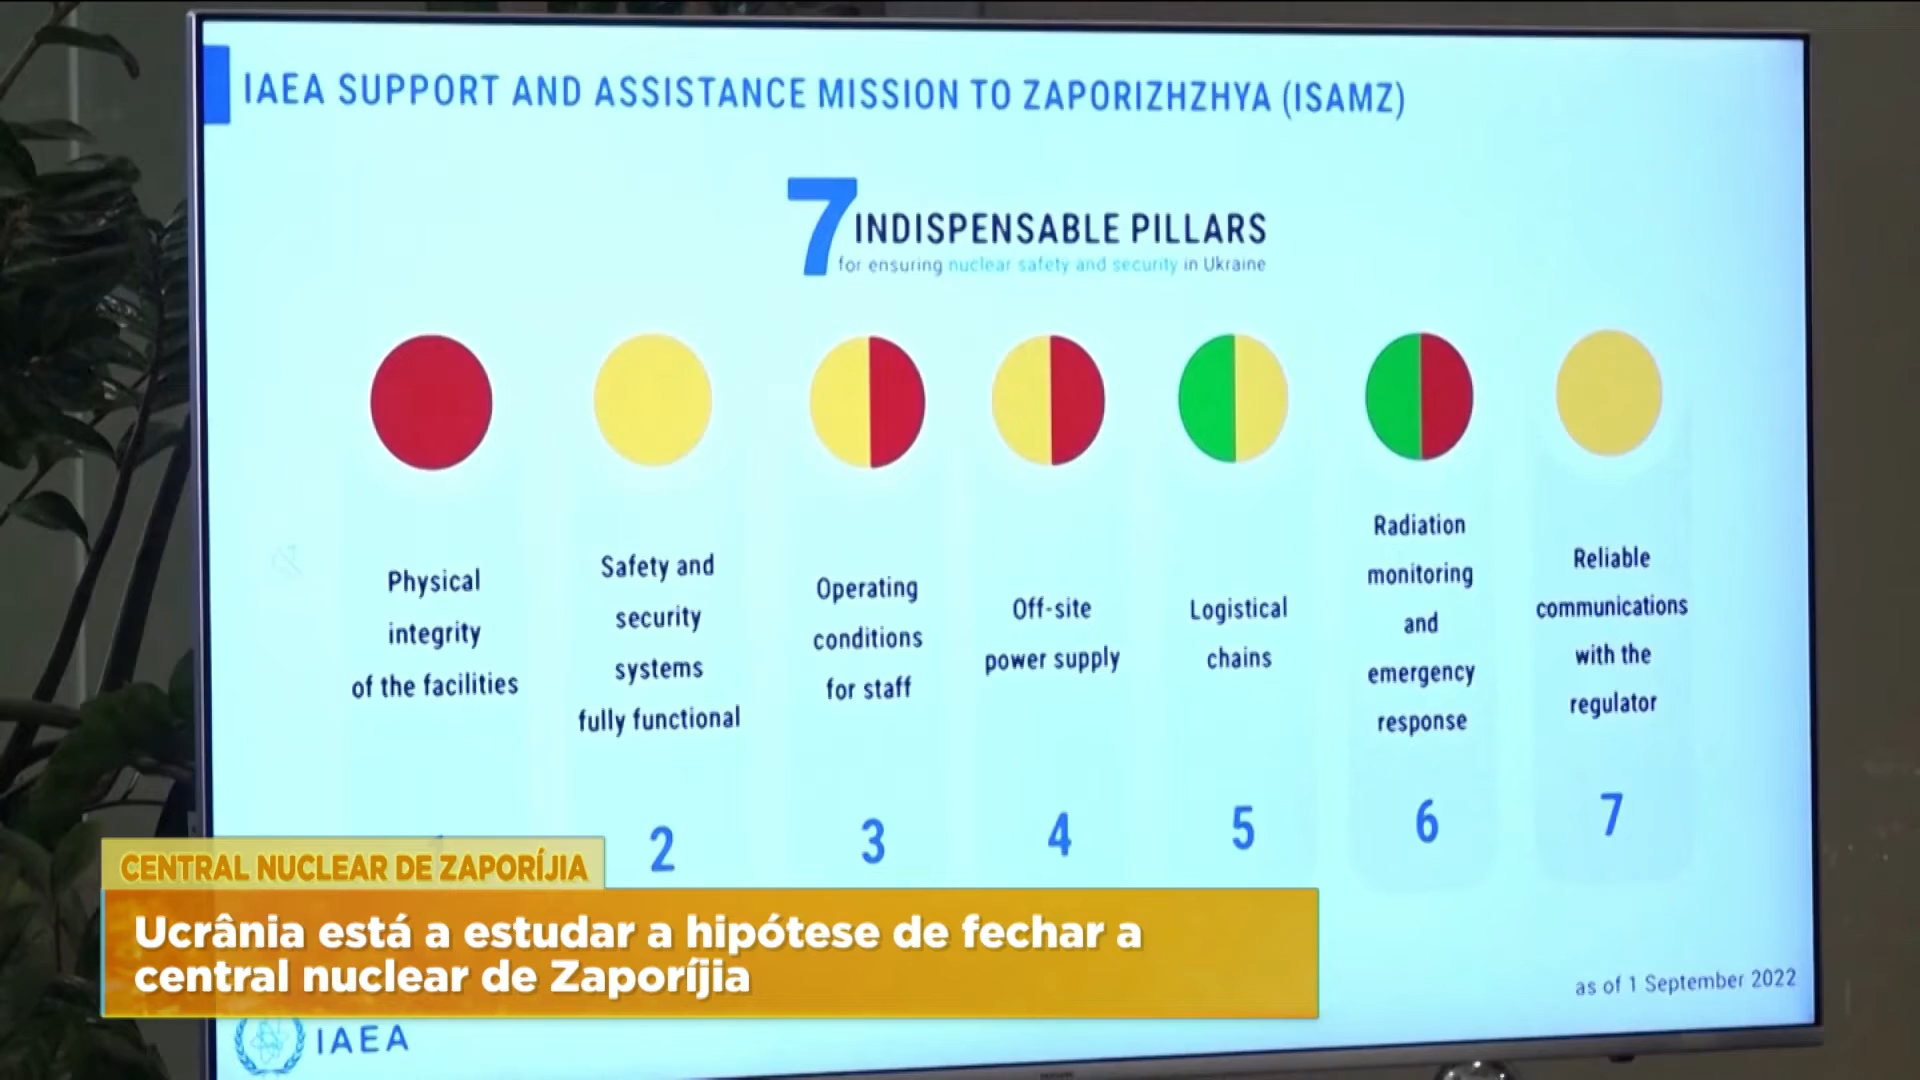 IAEA SUPPORT AND ASSISTANCE MISSION TO ZAPORIZHZHYA (ISAMZ)
7 INDISPENSABLE PILLARS
for ensuring nuclear safety and security in Ukraine
Physical
integrity
of the facilities
Safety and
security
systems
fully functional
2
Operating
conditions
for staff
3
Off-site
power supply
4
Logistical
chains
5
Radiation
monitoring
and
emergency
response
6
Reliable
communications
with the
regulator
7
CENTRAL NUCLEAR DE ZAPORÍJIA
Ucrânia está a estudar a hipótese de fechar a
central nuclear de Zaporíjia
as of 1 September 2022
IAEA